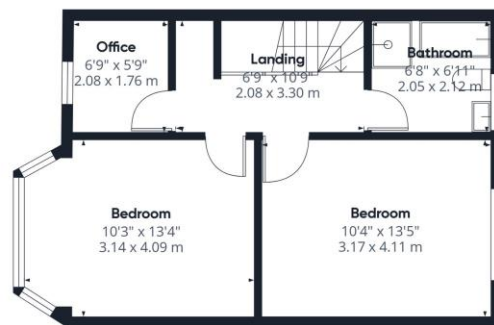 Office
6'9" x 5'9"
2.08 x 1.76 m
Landing
6'9" x 10'9"
2.08 x 3.30 m
Bathroom
6'8" x 6'11"
2.05 x 2.12 m
Bedroom
10'3" x 13'4"
3.14 x 4.09 m
Bedroom
10'4" x 13'5"
3.17 x 4.11 m